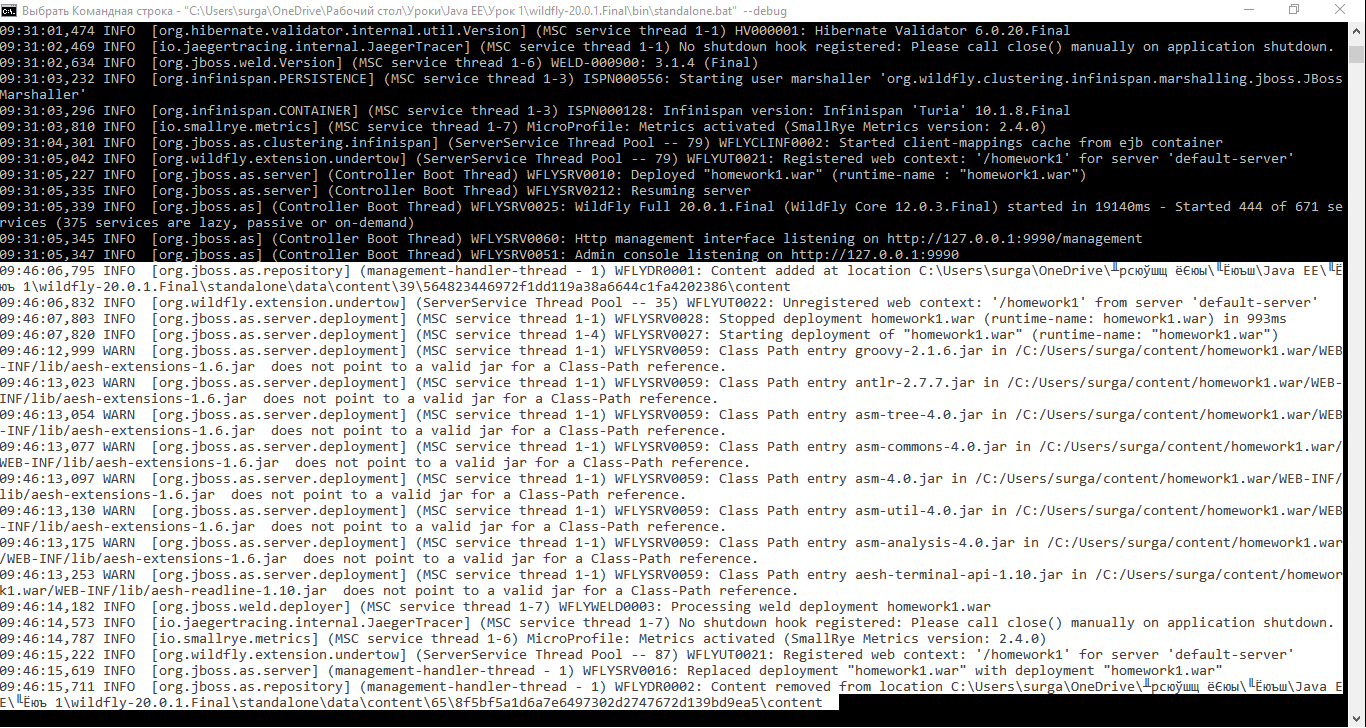 Выбрать Командная строка - "C:\Users\surga\OneDrive\Рабочий стол\Уроки\Java EE\Урок 1\wildfly-20.0.1.Final\bin\standalone.bat" --debug
09:31:01,474 INFO  [org.hibernate.validator.internal.util.Version] (MSC service thread 1-1) HV000001: Hibernate Validator 6.0.20.Final
09:31:02,469 INFO  [io.jaegertracing.internal.JaegerTracer] (MSC service thread 1-1) No shutdown hook registered: Please call close() manually on application shutdown.
09:31:02,634 INFO  [org.jboss.weld.Version] (MSC service thread 1-6) WELD-000900: 3.1.4 (Final)
09:31:03,232 INFO  [org.infinispan.PERSISTENCE] (MSC service thread 1-3) ISPN000556: Starting user marshaller 'org.wildfly.clustering.infinispan.marshalling.jboss.JBoss
Marshaller'
09:31:03,296 INFO  [org.infinispan.CONTAINER] (MSC service thread 1-3) ISPN000128: Infinispan version: Infinispan 'Turia' 10.1.8.Final
09:31:03,810 INFO  [io.smallrye.metrics] (MSC service thread 1-7) MicroProfile: Metrics activated (SmallRye Metrics version: 2.4.0)
09:31:04,301 INFO  [org.jboss.as.clustering.infinispan] (ServerService Thread Pool -- 79) WFLYCLINF0002: Started client-mappings cache from ejb container
09:31:05,042 INFO  [org.wildfly.extension.undertow] (ServerService Thread Pool -- 79) WFLYUT0021: Registered web context: '/homework1' for server 'default-server'
09:31:05,227 INFO  [org.jboss.as.server] (Controller Boot Thread) WFLYSRV0010: Deployed "homework1.war" (runtime-name : "homework1.war")
09:31:05,335 INFO  [org.jboss.as.server] (Controller Boot Thread) WFLYSRV0212: Resuming server
09:31:05,339 INFO  [org.jboss.as] (Controller Boot Thread) WFLYSRV0025: WildFly Full 20.0.1.Final (WildFly Core 12.0.3.Final) started in 19140ms - Started 444 of 671 se
rvices (375 services are lazy, passive or on-demand)
09:31:05,345 INFO  [org.jboss.as] (Controller Boot Thread) WFLYSRV0060: Http management interface listening on http://127.0.0.1:9990/management
09:31:05,347 INFO  [org.jboss.as] (Controller Boot Thread) WFLYSRV0051: Admin console listening on http://127.0.0.1:9990
09:46:06,795 INFO  [org.jboss.as.repository] (management-handler-thread - 1) WFLYDR0001: Content added at location C:\Users\surga\OneDrive\╨рсюўшщ ёЄюы\╙Ёюъш\Java EE\╙Ё
юъ 1\wildfly-20.0.1.Final\standalone\data\content\39\564823446972f1dd119a38a6644c1fa4202386\content
09:46:06,832 INFO  [org.wildfly.extension.undertow] (ServerService Thread Pool -- 35) WFLYUT0022: Unregistered web context: '/homework1' from server 'default-server'
09:46:07,803 INFO  [org.jboss.as.server.deployment] (MSC service thread 1-1) WFLYSRV0028: Stopped deployment homework1.war (runtime-name: homework1.war) in 993ms
09:46:07,820 INFO  [org.jboss.as.server.deployment] (MSC service thread 1-4) WFLYSRV0027: Starting deployment of "homework1.war" (runtime-name: "homework1.war")
09:46:12,999 WARN  [org.jboss.as.server.deployment] (MSC service thread 1-1) WFLYSRV0059: Class Path entry groovy-2.1.6.jar in /C:/Users/surga/content/homework1.war/WEB
-INF/lib/aesh-extensions-1.6.jar  does not point to a valid jar for a Class-Path reference.
09:46:13,023 WARN  [org.jboss.as.server.deployment] (MSC service thread 1-1) WFLYSRV0059: Class Path entry antlr-2.7.7.jar in /C:/Users/surga/content/homework1.war/WEB-
INF/lib/aesh-extensions-1.6.jar  does not point to a valid jar for a Class-Path reference.
09:46:13,054 WARN  [org.jboss.as.server.deployment] (MSC service thread 1-1) WFLYSRV0059: Class Path entry asm-tree-4.0.jar in /C:/Users/surga/content/homework1.war/WEB
-INF/lib/aesh-extensions-1.6.jar  does not point to a valid jar for a Class-Path reference.
09:46:13,077 WARN  [org.jboss.as.server.deployment] (MSC service thread 1-1) WFLYSRV0059: Class Path entry asm-commons-4.0.jar in /C:/Users/surga/content/homework1.war/
WEB-INF/lib/aesh-extensions-1.6.jar  does not point to a valid jar for a Class-Path reference.
09:46:13,097 WARN  [org.jboss.as.server.deployment] (MSC service thread 1-1) WFLYSRV0059: Class Path entry asm-4.0.jar in /C:/Users/surga/content/homework1.war/WEB-INF/
lib/aesh-extensions-1.6.jar  does not point to a valid jar for a Class-Path reference.
09:46:13,130 WARN  [org.jboss.as.server.deployment] (MSC service thread 1-1) WFLYSRV0059: Class Path entry asm-util-4.0.jar in /C:/Users/surga/content/homework1.war/WEB
-INF/lib/aesh-extensions-1.6.jar  does not point to a valid jar for a Class-Path reference.
09:46:13,175 WARN  [org.jboss.as.server.deployment] (MSC service thread 1-1) WFLYSRV0059: Class Path entry asm-analysis-4.0.jar in /C:/Users/surga/content/homework1.war
/WEB-INF/lib/aesh-extensions-1.6.jar  does not point to a valid jar for a Class-Path reference.
09:46:13,253 WARN  [org.jboss.as.server.deployment] (MSC service thread 1-1) WFLYSRV0059: Class Path entry aesh-terminal-api-1.10.jar in /C:/Users/surga/content/homewor
k1.war/WEB-INF/lib/aesh-readline-1.10.jar  does not point to a valid jar for a Class-Path reference.
09:46:14,182 INFO  [org.jboss.weld.deployer] (MSC service thread 1-7) WFLYWELD0003: Processing weld deployment homework1.war
09:46:14,573 INFO  [io.jaegertracing.internal.JaegerTracer] (MSC service thread 1-7) No shutdown hook registered: Please call close() manually on application shutdown.
09:46:14,787 INFO  [io.smallrye.metrics] (MSC service thread 1-6) MicroProfile: Metrics activated (SmallRye Metrics version: 2.4.0)
09:46:15,222 INFO  [org.wildfly.extension.undertow] (ServerService Thread Pool -- 87) WFLYUT0021: Registered web context: '/homework1' for server 'default-server'
09:46:15,619 INFO  [org.jboss.as.server] (management-handler-thread - 1) WFLYSRV0016: Replaced deployment "homework1.war" with deployment "homework1.war"
09:46:15,711 INFO  [org.jboss.as.repository] (management-handler-thread - 1) WFLYDR0002: Content removed from location C:\Users\surga\OneDrive\╨рсюўшщ ёЄюы\╙Ёюъш\Java E
E\╙Ёюъ 1\wildfly-20.0.1.Final\standalone\data\content\65\8f5bf5a1d6a7e6497302d2747672d139bd9ea5\content